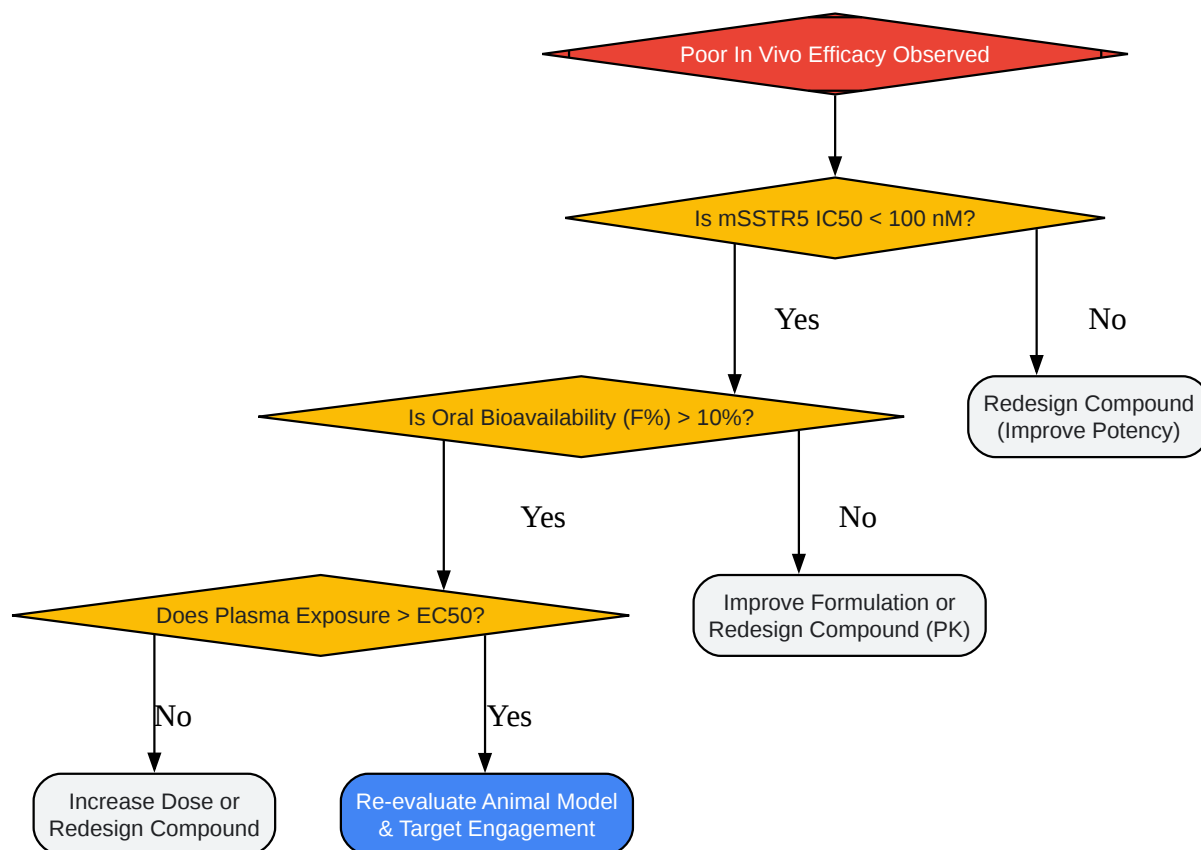 Poor In Vivo Efficacy Observed
Is mSSTR5 IC50 < 100 nM?
Yes
No
Redesign Compound
(Improve Potency)
Is Oral Bioavailability (F%) > 10%?
Yes
No
Improve Formulation or
Redesign Compound (PK)
Does Plasma Exposure > EC50?
No
Yes
Increase Dose or
Redesign Compound
Re-evaluate Animal Model
& Target Engagement